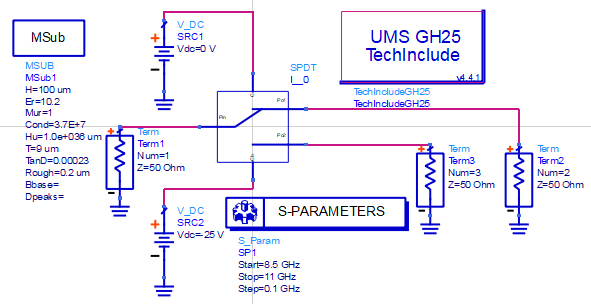 MSub
MSUB
MSub1
H=100 um
Er=10.2
Mur=1
Cond=3.7E+7
Hu=1.0e+036 um
T=9 um
TanD=0.00023
Rough=0.2 um
Bbase=
Dpeaks=
V_DC
SRC1
Vdc=0 V
SPDT
I__0
Pin
Po1
Po2
UMS GH25
TechInclude
v4.4.1
TechIncludeGH25
TechIncludeGH25
Term
Term1
Num=1
Z=50 Ohm
Term
Term3
Num=3
Z=50 Ohm
Term
Term2
Num=2
Z=50 Ohm
V_DC
SRC2
Vdc=-25 V
S-PARAMETERS
S_Param
SP1
Start=8.5 GHz
Stop=11 GHz
Step=0.1 GHz